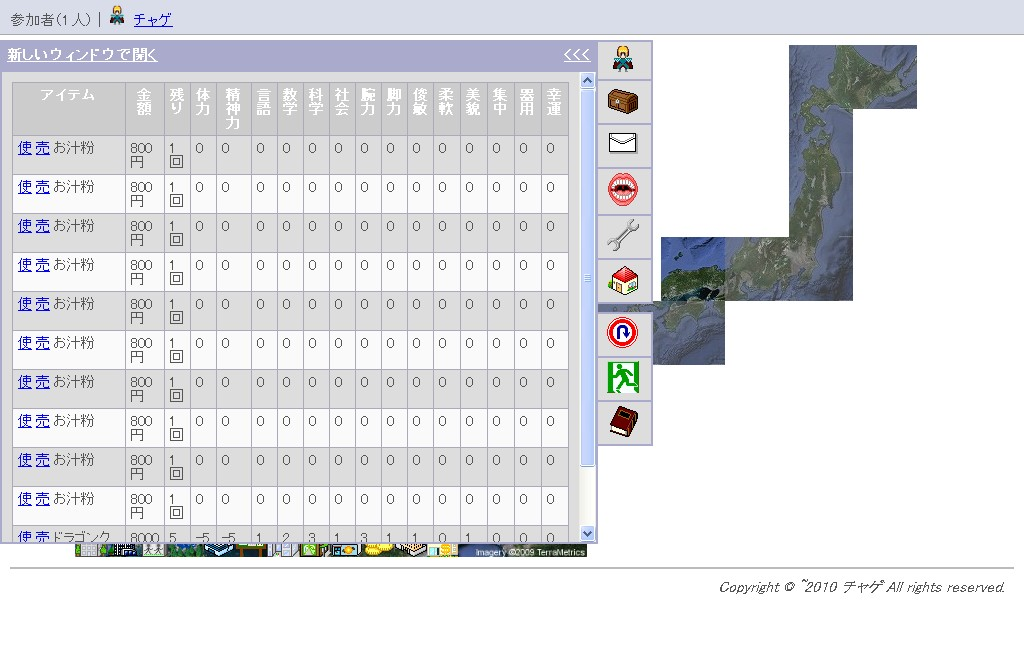 参加者(1人) | チャゲ
新しいウィンドウで開く <<<
アイテム 金額 残り 体力 精神力 言語 数学 科学 社会 腕力 脚力 俊敏 柔軟 美貌 集中 器用 幸運
使 売 お汁粉 800円 1回 0 0 0 0 0 0 0 0 0 0 0 0 0 0
使 売 お汁粉 800円 1回 0 0 0 0 0 0 0 0 0 0 0 0 0 0
使 売 お汁粉 800円 1回 0 0 0 0 0 0 0 0 0 0 0 0 0 0
使 売 お汁粉 800円 1回 0 0 0 0 0 0 0 0 0 0 0 0 0 0
使 売 お汁粉 800円 1回 0 0 0 0 0 0 0 0 0 0 0 0 0 0
使 売 お汁粉 800円 1回 0 0 0 0 0 0 0 0 0 0 0 0 0 0
使 売 お汁粉 800円 1回 0 0 0 0 0 0 0 0 0 0 0 0 0 0
使 売 お汁粉 800円 1回 0 0 0 0 0 0 0 0 0 0 0 0 0 0
使 売 お汁粉 800円 1回 0 0 0 0 0 0 0 0 0 0 0 0 0 0
使 売 お汁粉 800円 1回 0 0 0 0 0 0 0 0 0 0 0 0 0 0
使 売 ドラゴンク 8000 5 -5 -5 1 2 3 1 3 1 1 0 1 0 0 0
Imagery ©2009 TerraMetrics
Copyright © ~2010 チャゲ All rights reserved.